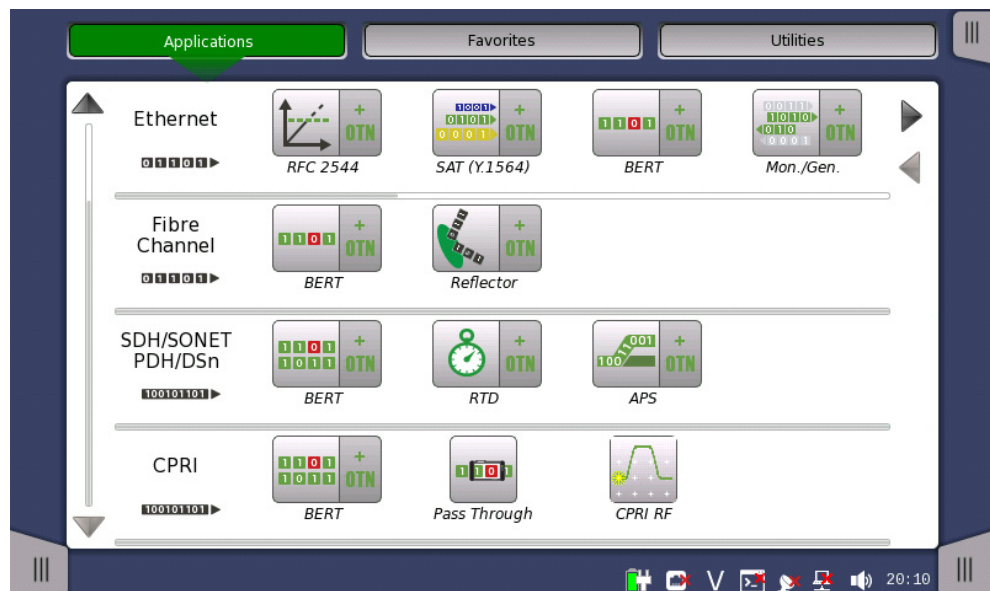 Applications
Favorites
Utilities
Ethernet
01101
+ OTN
RFC 2544
1001
0101
0001
+ OTN
SAT (Y.1564)
1101
+ OTN
BERT
0011
1010
010
0001
+ OTN
Mon./Gen.
Fibre
Channel
01101
1101
+ OTN
BERT
+ OTN
Reflector
SDH/SONET
PDH/DSn
100101101
1101
1011
+ OTN
BERT
+ OTN
RTD
001
100
+ OTN
APS
CPRI
100101101
1101
1011
+ OTN
BERT
1101
Pass Through
CPRI RF
V
20:10